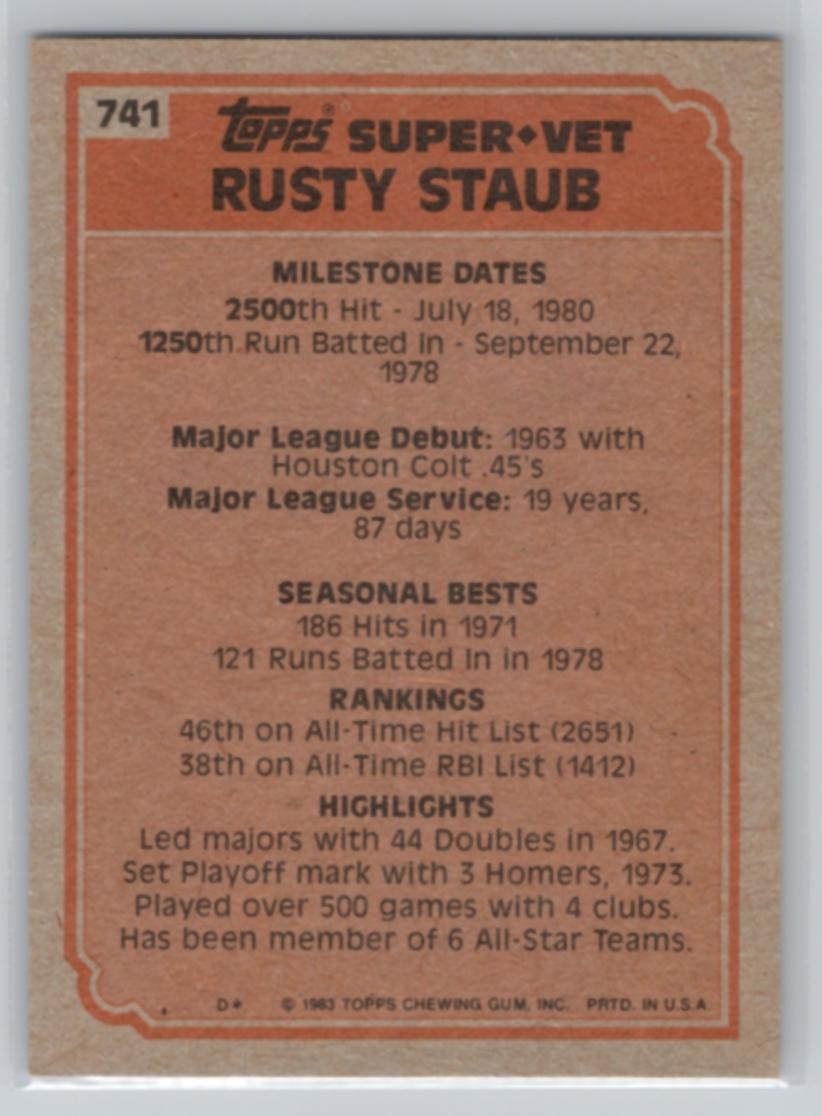 741
Topps® SUPER◆VET
RUSTY STAUB
MILESTONE DATES
2500th Hit - July 18, 1980
1250th Run Batted In - September 22,
1978
Major League Debut: 1963 with
Houston Colt .45's
Major League Service: 19 years,
87 days
SEASONAL BESTS
186 Hits in 1971
121 Runs Batted In in 1978
RANKINGS
46th on All-Time Hit List (2651)
38th on All-Time RBI List (1412)
HIGHLIGHTS
Led majors with 44 Doubles in 1967.
Set Playoff mark with 3 Homers, 1973.
Played over 500 games with 4 clubs.
Has been member of 6 All-Star Teams.
D* © 1983 TOPPS CHEWING GUM, INC. PRTD. IN U.S.A.